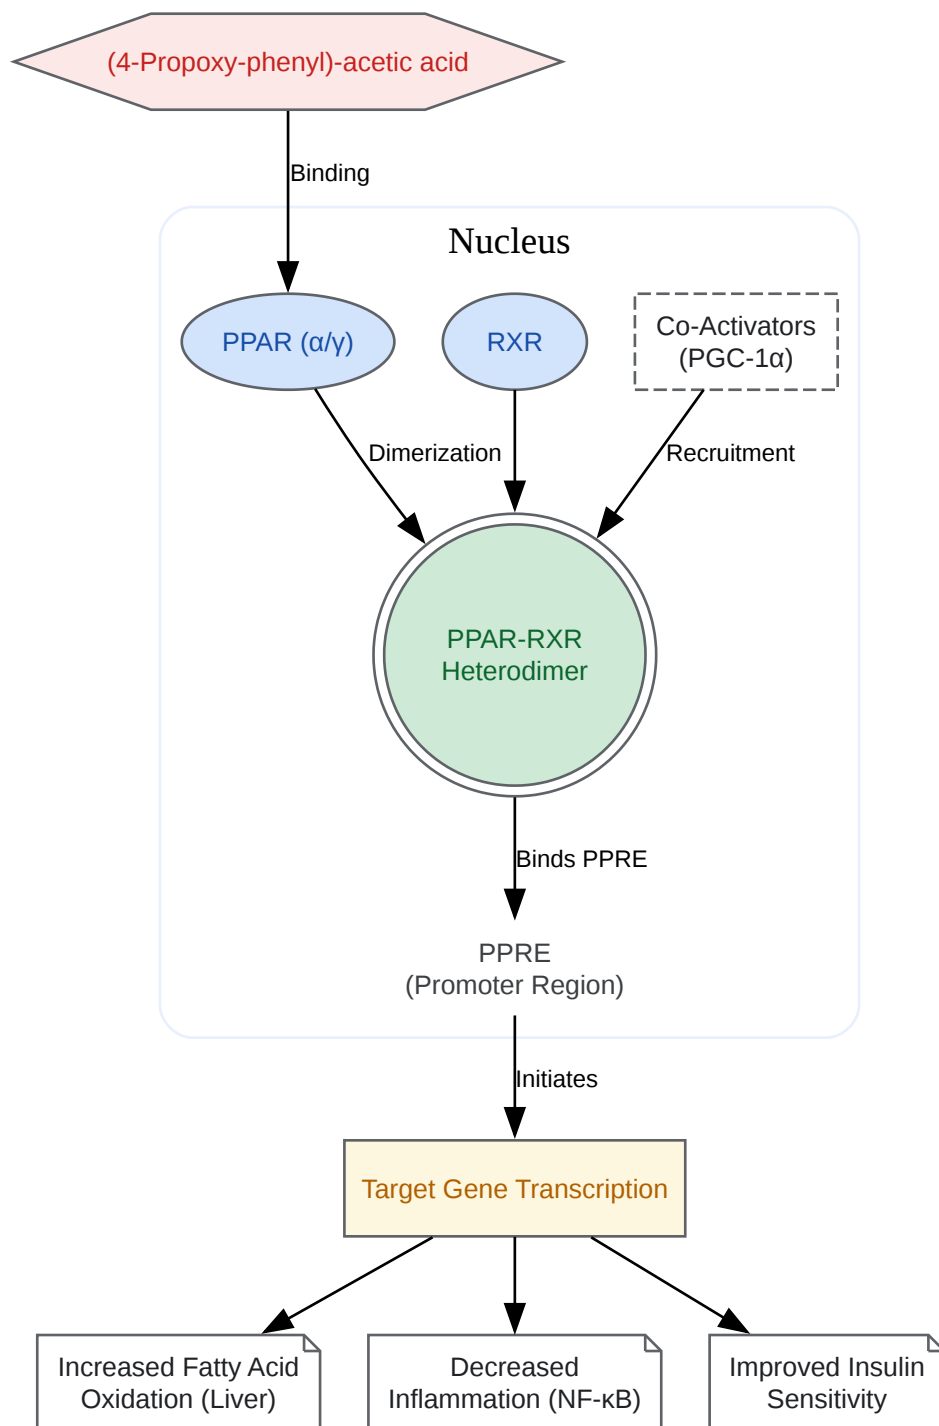 (4-Propoxy-phenyl)-acetic acid
Binding
Nucleus
PPAR (α/γ)
RXR
Co-Activators
(PGC-1α)
Dimerization
Recruitment
PPAR-RXR
Heterodimer
Binds PPRE
PPRE
(Promoter Region)
Initiates
Target Gene Transcription
Increased Fatty Acid
Oxidation (Liver)
Decreased
Inflammation (NF-κB)
Improved Insulin
Sensitivity